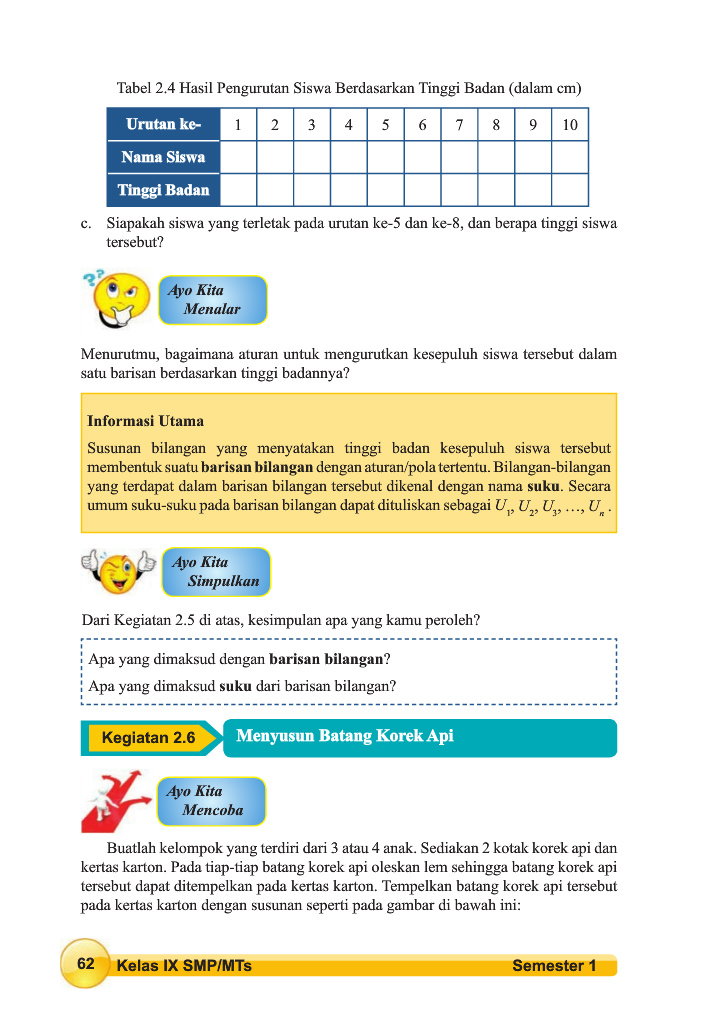 Tabel 2.4 Hasil Pengurutan Siswa Berdasarkan Tinggi Badan (dalam cm)
Urutan ke- 1 2 3 4 5 6 7 8 9 10
Nama Siswa
Tinggi Badan
c. Siapakah siswa yang terletak pada urutan ke-5 dan ke-8, dan berapa tinggi siswa
tersebut?
??
Ayo Kita
Menalar
Menurutmu, bagaimana aturan untuk mengurutkan kesepuluh siswa tersebut dalam
satu barisan berdasarkan tinggi badannya?
Informasi Utama
Susunan bilangan yang menyatakan tinggi badan kesepuluh siswa tersebut
membentuk suatu barisan bilangan dengan aturan/pola tertentu. Bilangan-bilangan
yang terdapat dalam barisan bilangan tersebut dikenal dengan nama suku. Secara
umum suku-suku pada barisan bilangan dapat dituliskan sebagai U₁, U₂, U₃, …, Uₙ .
Ayo Kita
Simpulkan
Dari Kegiatan 2.5 di atas, kesimpulan apa yang kamu peroleh?
Apa yang dimaksud dengan barisan bilangan?
Apa yang dimaksud suku dari barisan bilangan?
Kegiatan 2.6 Menyusun Batang Korek Api
Ayo Kita
Mencoba
Buatlah kelompok yang terdiri dari 3 atau 4 anak. Sediakan 2 kotak korek api dan
kertas karton. Pada tiap-tiap batang korek api oleskan lem sehingga batang korek api
tersebut dapat ditempelkan pada kertas karton. Tempelkan batang korek api tersebut
pada kertas karton dengan susunan seperti pada gambar di bawah ini:
62 Kelas IX SMP/MTs Semester 1